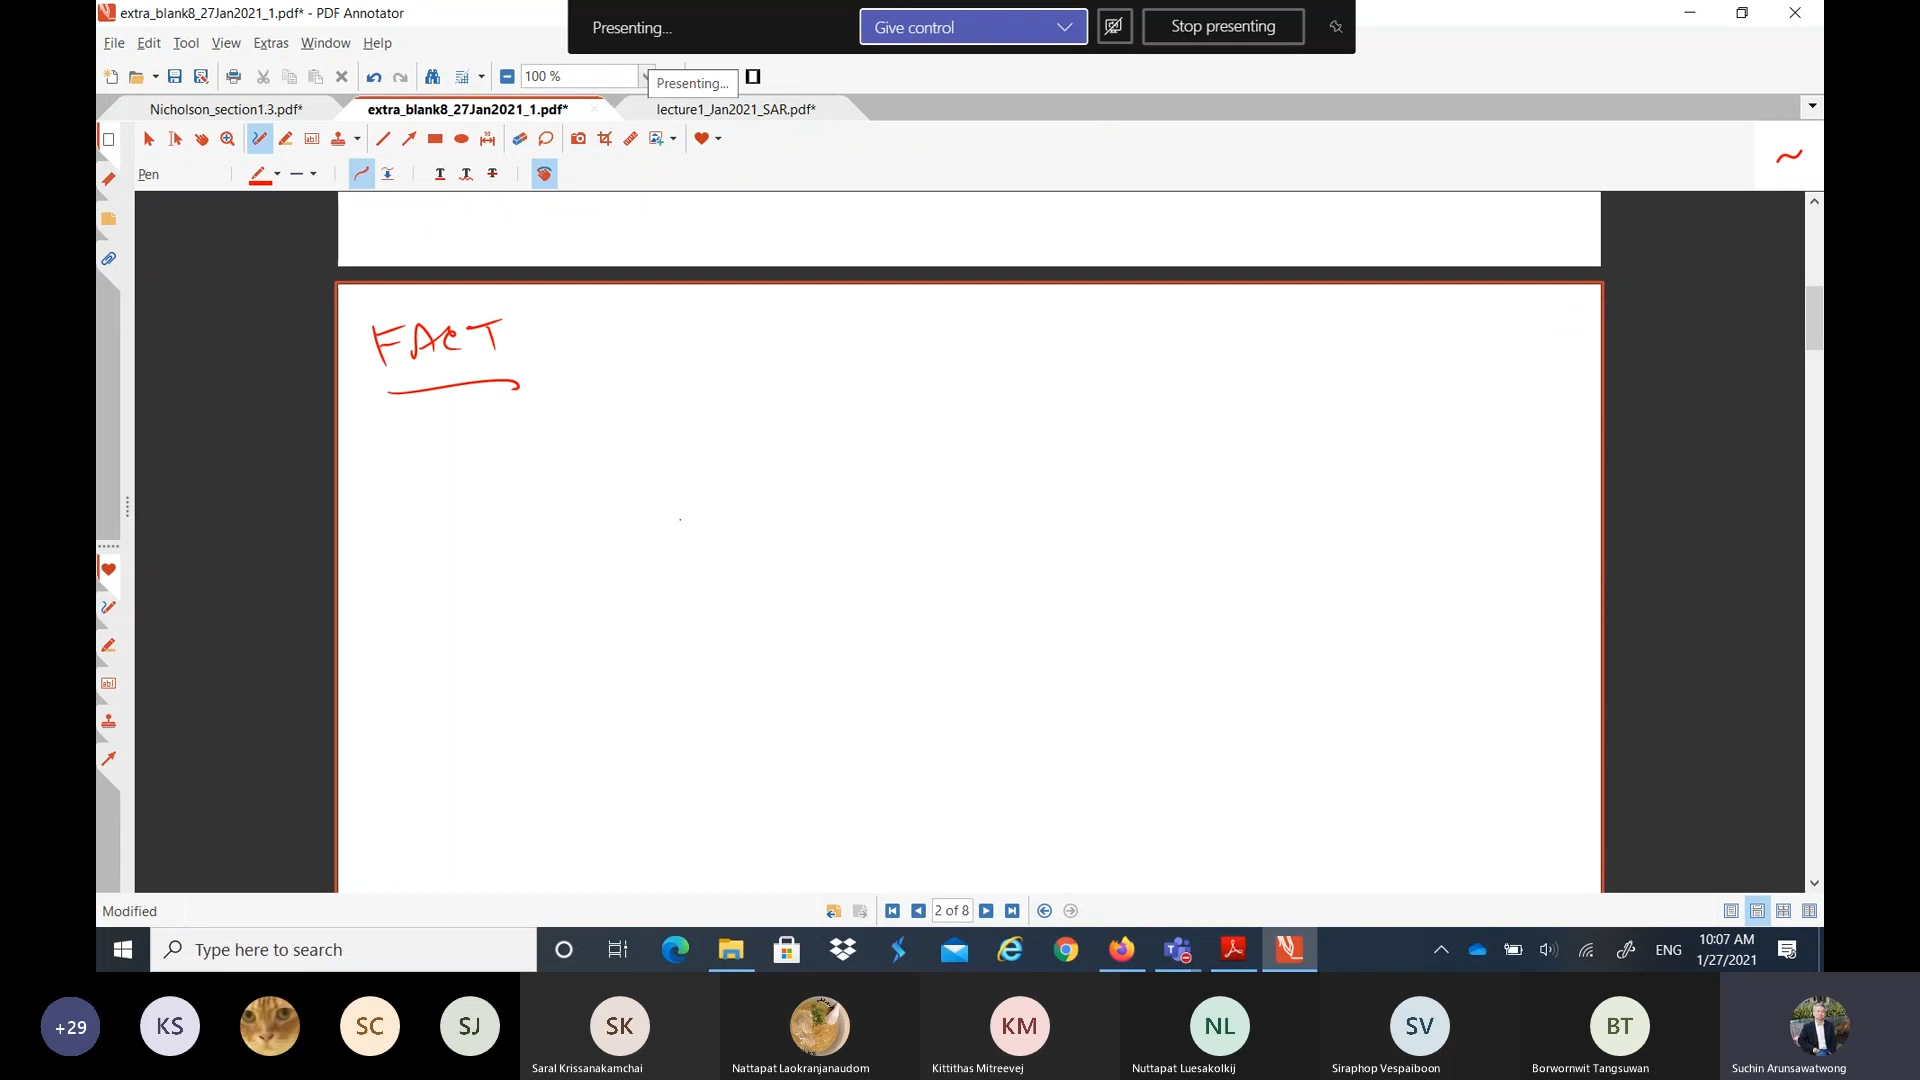 extra_blank8_27Jan2021_1.pdf* - PDF Annotator
Presenting...
Give control
Stop presenting
File Edit Tool View Extras Window Help
100 %
Presenting...
Nicholson_section1.3.pdf*
extra_blank8_27Jan2021_1.pdf*
lecture1_Jan2021_SAR.pdf*
Pen
FACT
Modified
2 of 8
Type here to search
ENG
10:07 AM
1/27/2021
+29
KS
SC
SJ
SK
KM
NL
SV
BT
Saral Krissanakamchai
Nattapat Laokranjanaudom
Kittithas Mitreevej
Nuttapat Luesakolkij
Siraphop Vespaiboon
Borwornwit Tangsuwan
Suchin Arunsawatwong